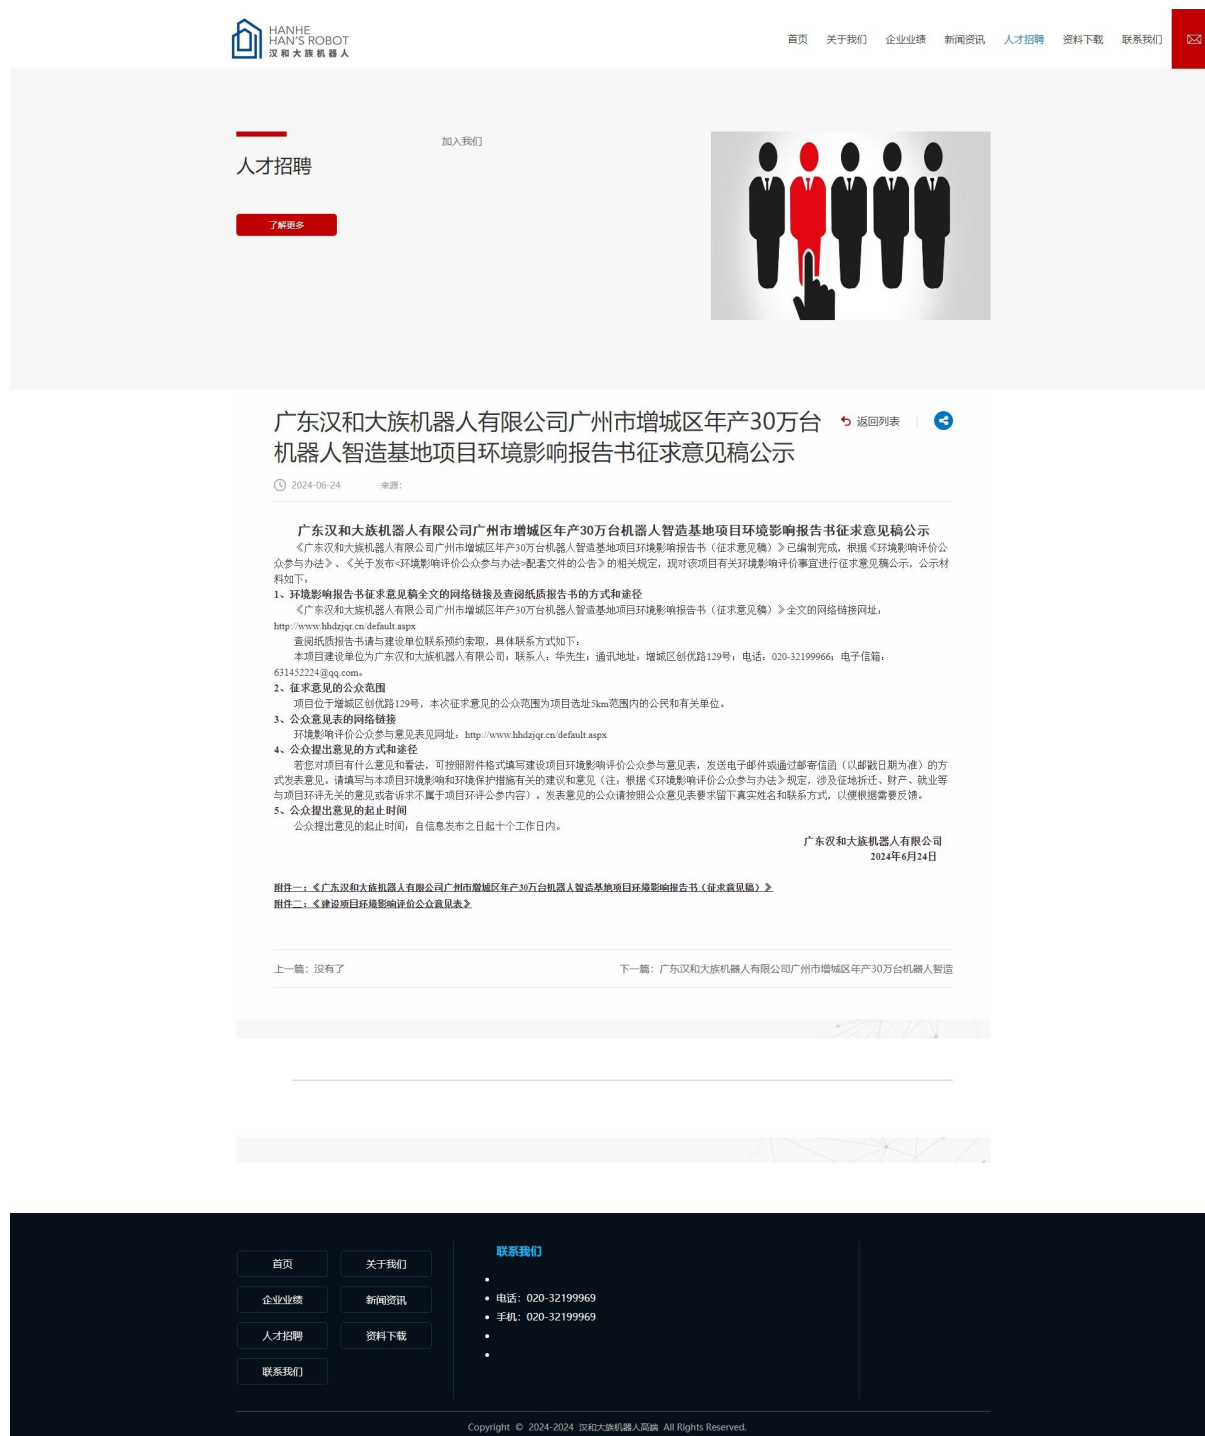 HANHE
HAN'S ROBOT
汉和大族机器人
首页 关于我们 企业业绩 新闻资讯 人才招聘 资料下载 联系我们
人才招聘
加入我们
了解更多
广东汉和大族机器人有限公司广州市增城区年产30万台
机器人智造基地项目环境影响报告书征求意见稿公示
返回列表
2024-06-24 来源：
广东汉和大族机器人有限公司广州市增城区年产30万台机器人智造基地项目环境影响报告书征求意见稿公示
《广东汉和大族机器人有限公司广州市增城区年产30万台机器人智造基地项目环境影响报告书（征求意见稿）》已编制完成，根据《环境影响评价公
众参与办法》、《关于发布<环境影响评价公众参与办法>配套文件的公告》的相关规定，现对该项目有关环境影响评价事宜进行征求意见稿公示，公示材
料如下：
1、环境影响报告书征求意见稿全文的网络链接及查阅纸质报告书的方式和途径
《广东汉和大族机器人有限公司广州市增城区年产30万台机器人智造基地项目环境影响报告书（征求意见稿）》全文的网络链接网址：
http://www.hhdzjqr.cn/default.aspx
查阅纸质报告书请与建设单位联系预约索取，具体联系方式如下：
本项目建设单位为广东汉和大族机器人有限公司；联系人：华先生；通讯地址：增城区创优路129号；电话：020-32199966；电子信箱：
631452224@qq.com。
2、征求意见的公众范围
项目位于增城区创优路129号，本次征求意见的公众范围为项目选址5km范围内的公民和有关单位。
3、公众意见表的网络链接
环境影响评价公众参与意见表见网址：http://www.hhdzjqr.cn/default.aspx
4、公众提出意见的方式和途径
若您对项目有什么意见和看法，可按照附件格式填写建设项目环境影响评价公众参与意见表，发送电子邮件或通过邮寄信函（以邮戳日期为准）的方
式发表意见。请填写与本项目环境影响和环境保护措施有关的建议和意见（注：根据《环境影响评价公众参与办法》规定，涉及征地拆迁、财产、就业等
与项目环评无关的意见或者诉求不属于项目环评公参内容）。发表意见的公众请按照公众意见表要求留下真实姓名和联系方式，以便根据需要反馈。
5、公众提出意见的起止时间
公众提出意见的起止时间：自信息发布之日起十个工作日内。
广东汉和大族机器人有限公司
2024年6月24日
附件一：《广东汉和大族机器人有限公司广州市增城区年产30万台机器人智造基地项目环境影响报告书（征求意见稿）》
附件二：《建设项目环境影响评价公众意见表》
上一篇：没有了 下一篇：广东汉和大族机器人有限公司广州市增城区年产30万台机器人智造
首页 关于我们
企业业绩 新闻资讯
人才招聘 资料下载
联系我们
联系我们
电话：020-32199969
手机：020-32199969
Copyright © 2024-2024 汉和大族机器人高端 All Rights Reserved.